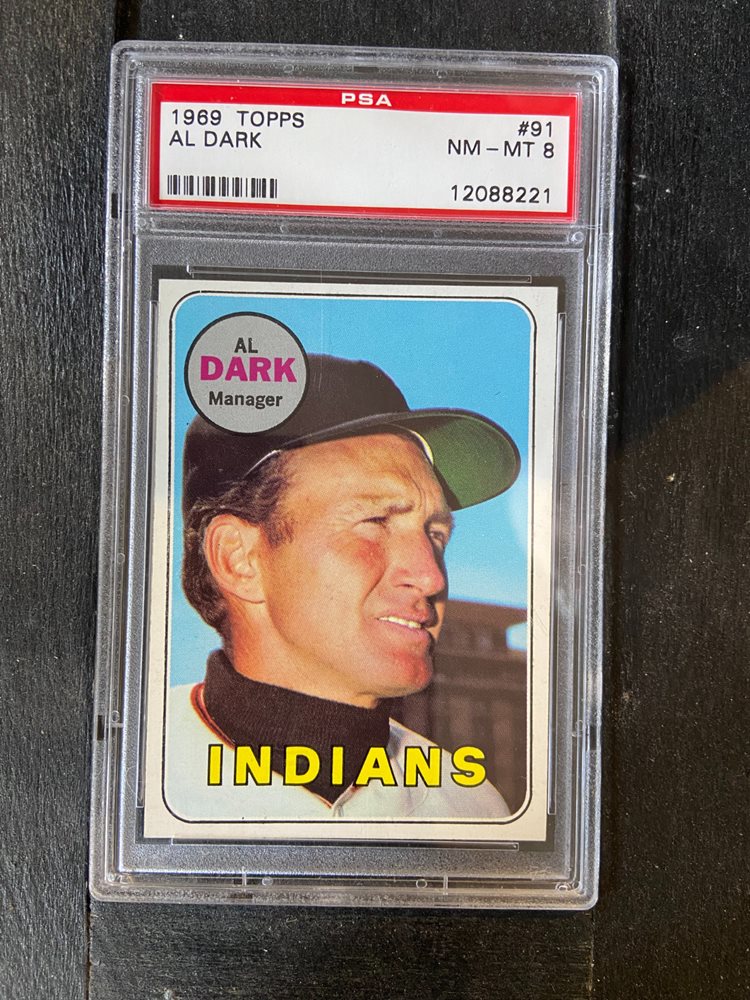 PSA
1969 TOPPS #91
AL DARK NM-MT 8
12088221
AL
DARK
Manager
INDIANS